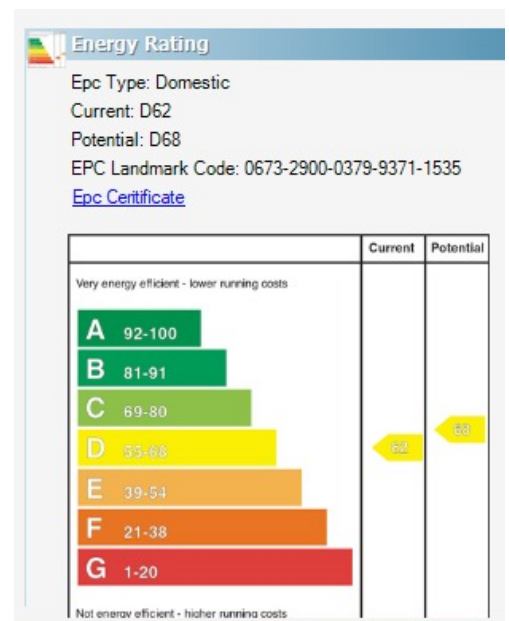 Energy Rating
Epc Type: Domestic
Current: D62
Potential: D68
EPC Landmark Code: 0673-2900-0379-9371-1535
Epc Ceritificate
Current Potential
Very energy efficient - lower running costs
A 92-100
B 81-91
C 69-80
68
D 55-68 62
E 39-54
F 21-38
G 1-20
Not energy efficient - higher running costs